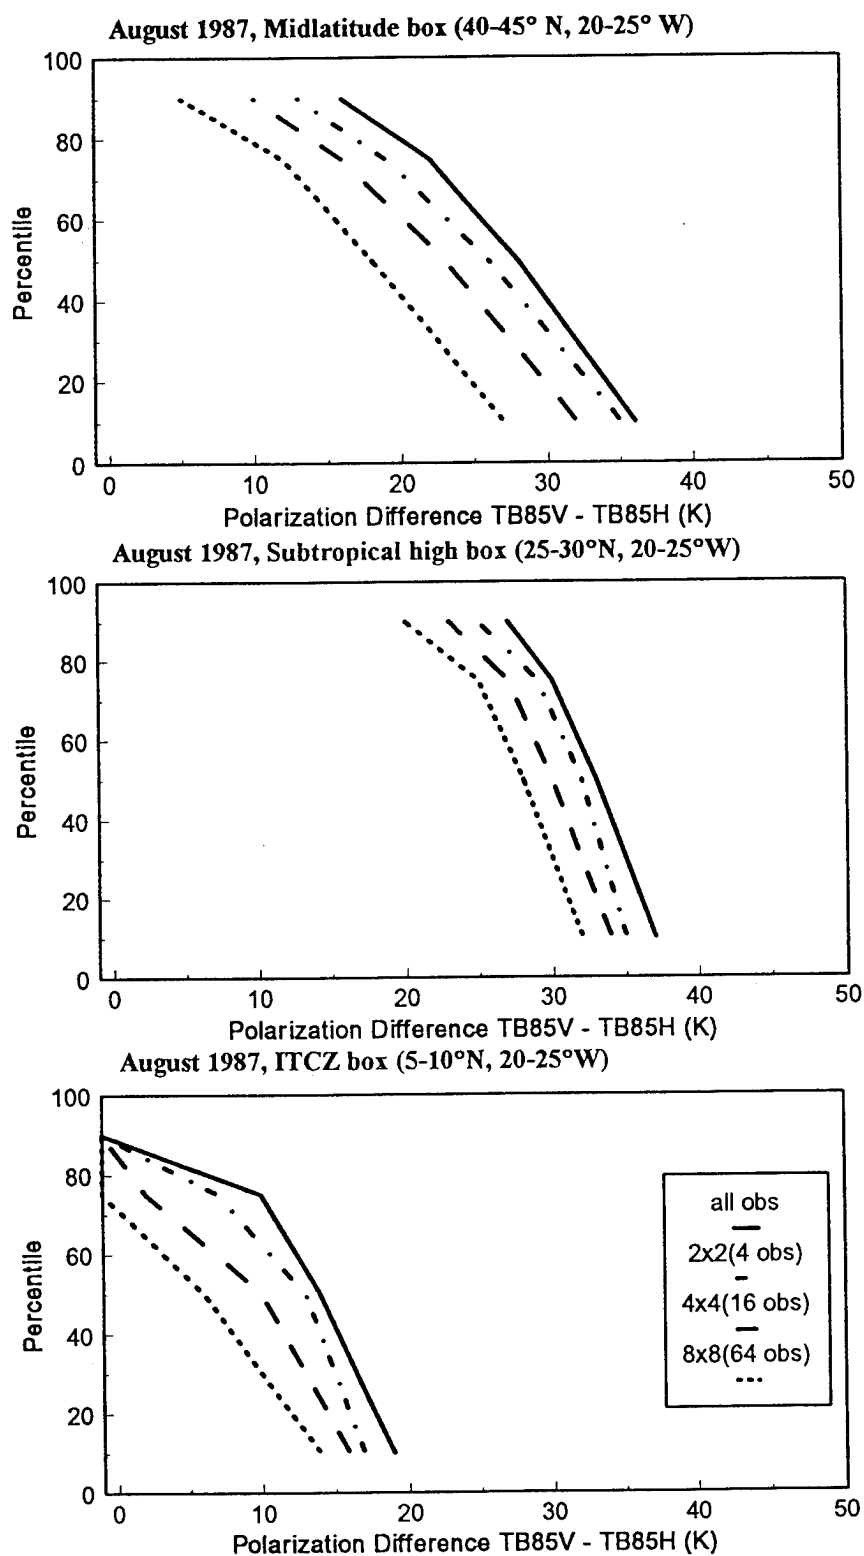 August 1987, Midlatitude box (40-45° N, 20-25° W)
100
80
60
40
20
0
Percentile
0 10 20 30 40 50
Polarization Difference TB85V - TB85H (K)
August 1987, Subtropical high box (25-30°N, 20-25°W)
100
80
60
40
20
0
Percentile
0 10 20 30 40 50
Polarization Difference TB85V - TB85H (K)
August 1987, ITCZ box (5-10°N, 20-25°W)
100
80
60
40
20
0
Percentile
all obs
2x2(4 obs)
4x4(16 obs)
8x8(64 obs)
0 10 20 30 40 50
Polarization Difference TB85V - TB85H (K)